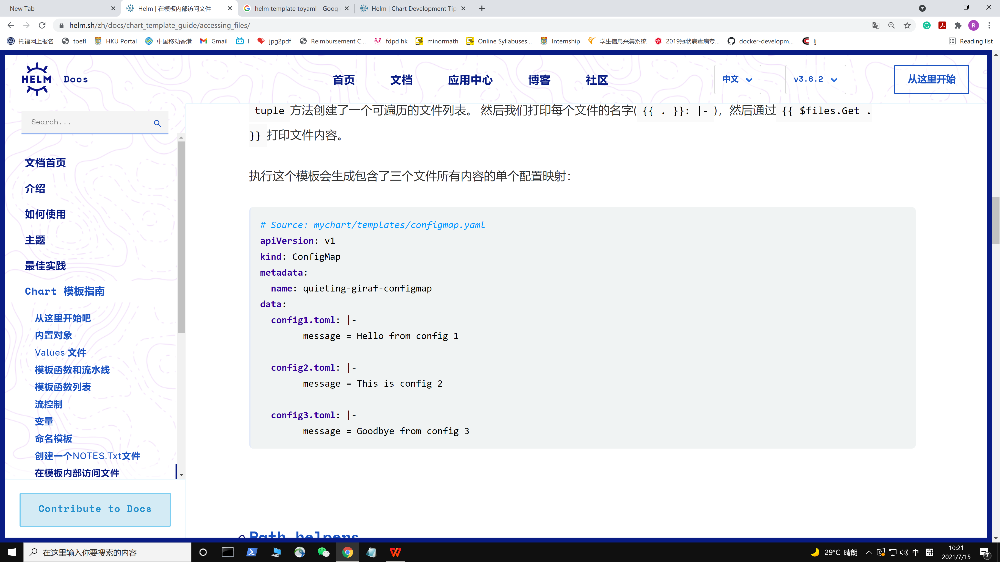 New Tab
Helm | 在模板内部访问文件
helm template toyaml - Googl
Helm | Chart Development Tip
helm.sh/zh/docs/chart_template_guide/accessing_files/
R
托福网上报名
toefl
HKU Portal
中国移动香港
Gmail
l
jpg2pdf
Reimbursement C...
fdpd hk
minormath
Online Syllabuses...
Internship
学生信息采集系统
2019冠状病毒病专...
docker-developm...
lj
Reading list
HELM Docs
首页
文档
应用中心
博客
社区
中文
v3.6.2
从这里开始
Search...
文档首页
介绍
如何使用
主题
最佳实践
Chart 模板指南
从这里开始吧
内置对象
Values 文件
模板函数和流水线
模板函数列表
流控制
变量
命名模板
创建一个NOTES.Txt文件
在模板内部访问文件
Contribute to Docs
tuple 方法创建了一个可遍历的文件列表。 然后我们打印每个文件的名字( {{ . }}: |- )，然后通过 {{ $files.Get .
}} 打印文件内容。
执行这个模板会生成包含了三个文件所有内容的单个配置映射：
# Source: mychart/templates/configmap.yaml
apiVersion: v1
kind: ConfigMap
metadata:
  name: quieting-giraf-configmap
data:
  config1.toml: |-
        message = Hello from config 1
  config2.toml: |-
        message = This is config 2
  config3.toml: |-
        message = Goodbye from config 3
Path helpers
在这里输入你要搜索的内容
29°C 晴朗
中
拼
10:21
2021/7/15
7